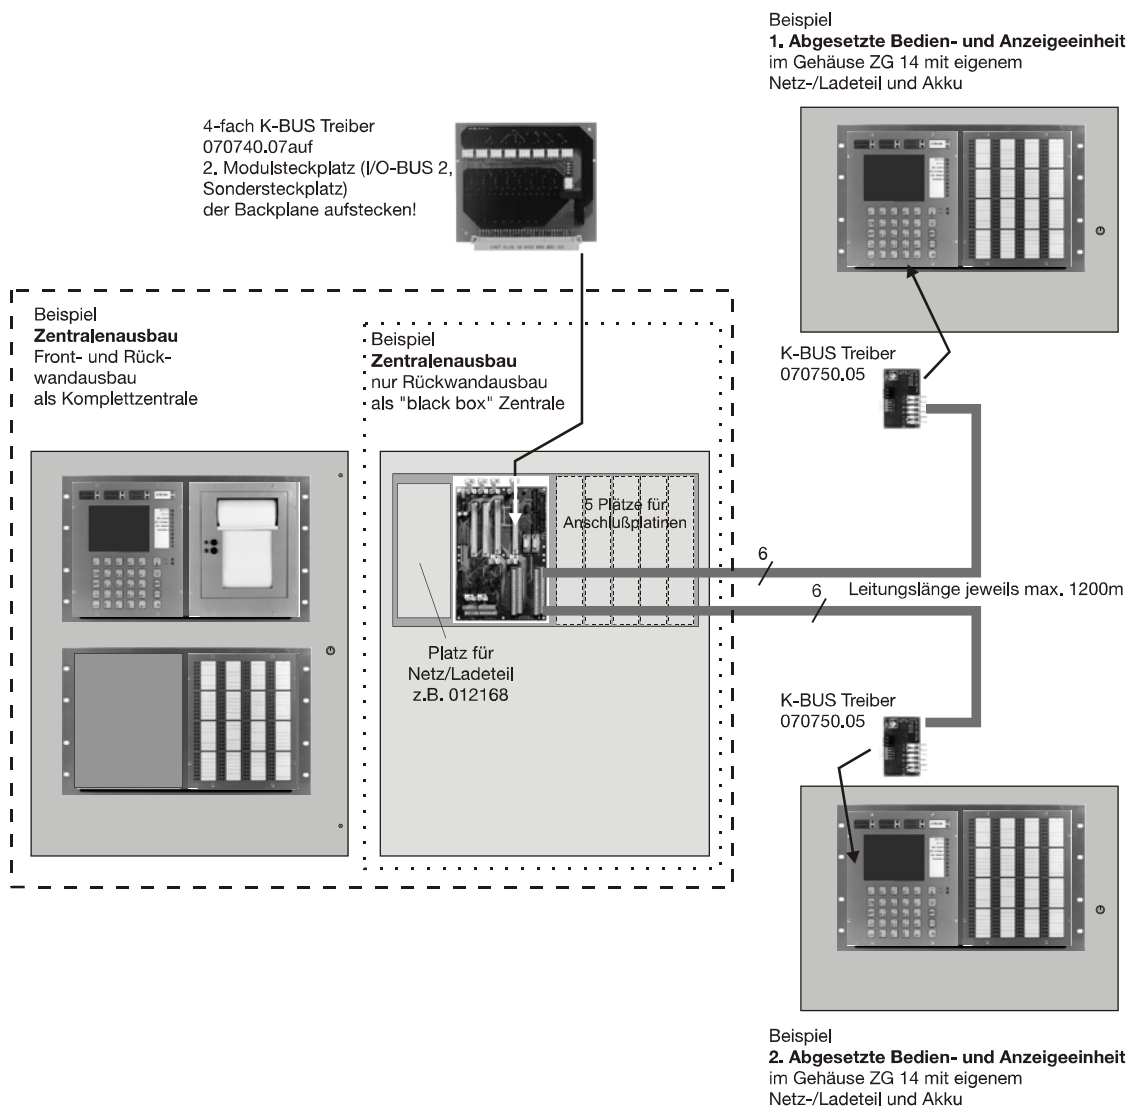 Beispiel
1. Abgesetzte Bedien- und Anzeigeeinheit
im Gehäuse ZG 14 mit eigenem
Netz-/Ladeteil und Akku
4-fach K-BUS Treiber
070740.07auf
2. Modulsteckplatz (I/O-BUS 2,
Sondersteckplatz)
der Backplane aufstecken!
Beispiel
Zentralenausbau
Front- und Rück-
wandausbau
als Komplettzentrale
Beispiel
Zentralenausbau
nur Rückwandausbau
als "black box" Zentrale
K-BUS Treiber
070750.05
5 Plätze für
Anschlußplatinen
6
6
Leitungslänge jeweils max. 1200m
Platz für
Netz/Ladeteil
z.B. 012168
K-BUS Treiber
070750.05
Beispiel
2. Abgesetzte Bedien- und Anzeigeeinheit
im Gehäuse ZG 14 mit eigenem
Netz-/Ladeteil und Akku